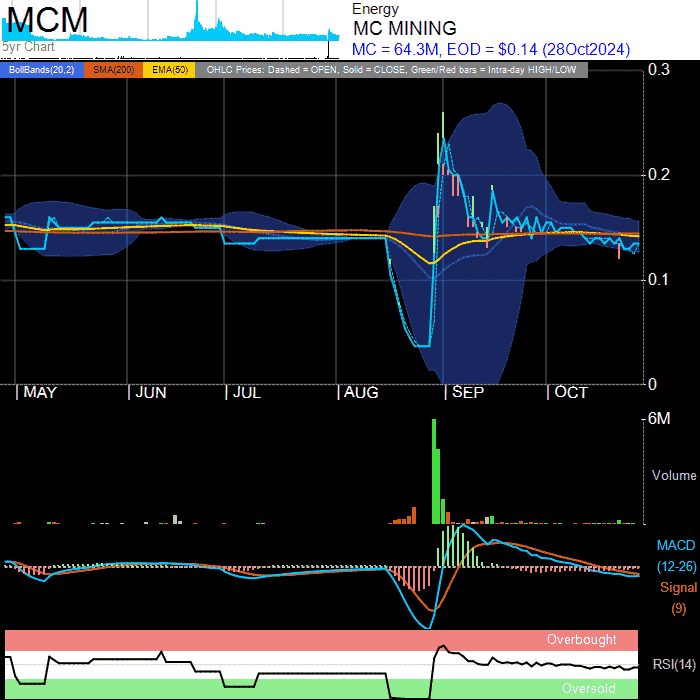 MCM
5yr Chart
Energy
MC MINING
MC = 64.3M, EOD = $0.14 (28Oct2024)
BollBands(20,2) SMA(200) EMA(50) OHLC Prices: Dashed = OPEN, Solid = CLOSE, Green/Red bars = Intra-day HIGH/LOW
0.3
0.2
0.1
0
MAY JUN JUL AUG SEP OCT
6M
Volume
MACD
(12-26)
Signal
(9)
Overbought
RSI(14)
Oversold